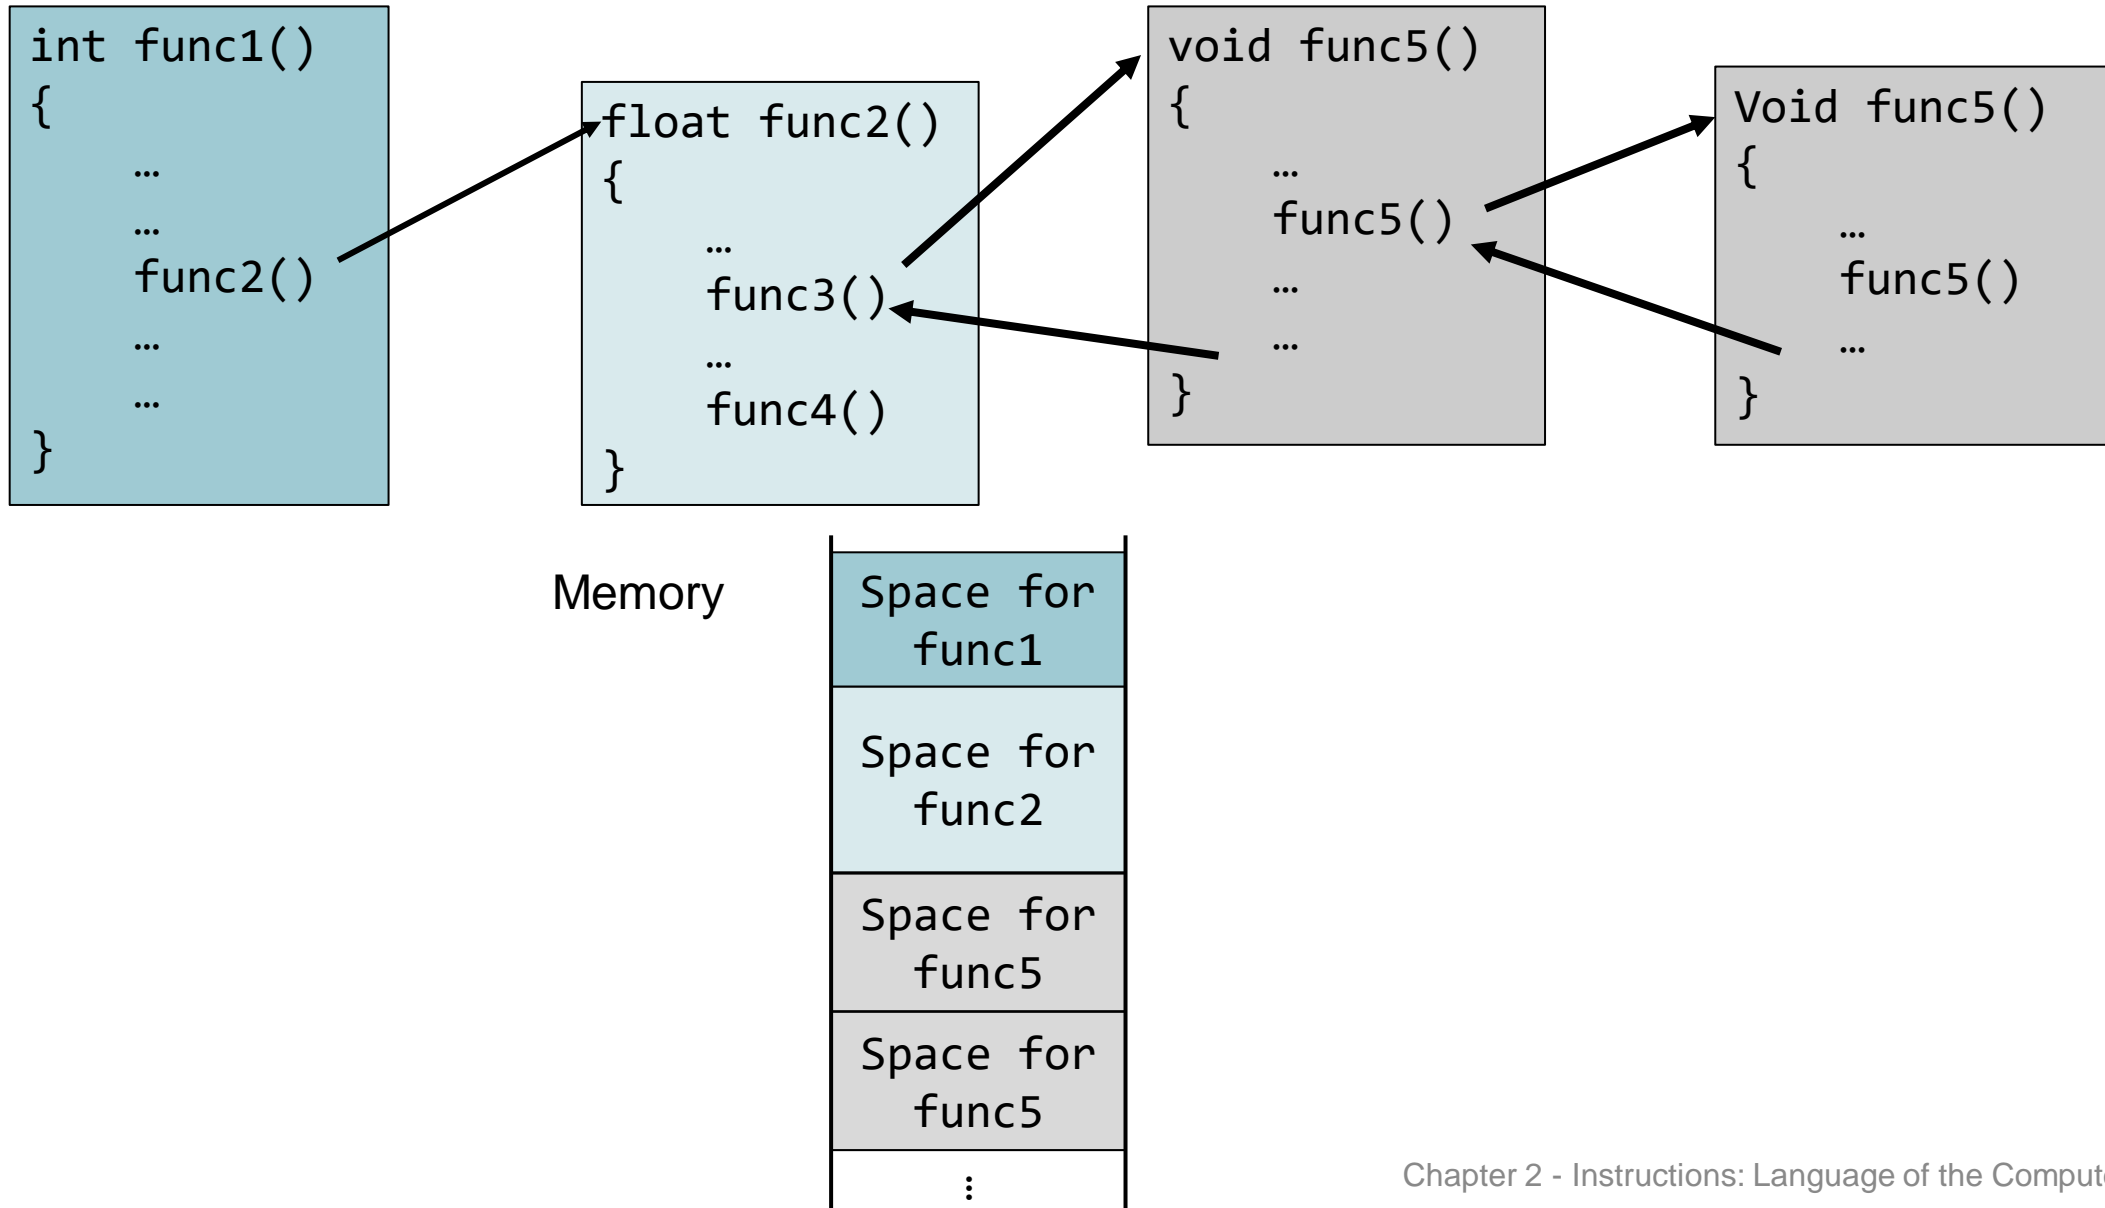 int func1()
{
…
…
func2()
…
…
}
float func2()
{
…
func3()
…
func4()
}
void func5()
{
…
func5()
…
…
}
Void func5()
{
…
func5()
…
}
Memory
Space for
func1
Space for
func2
Space for
func5
Space for
func5
⋮
Chapter 2 - Instructions: Language of the Compute